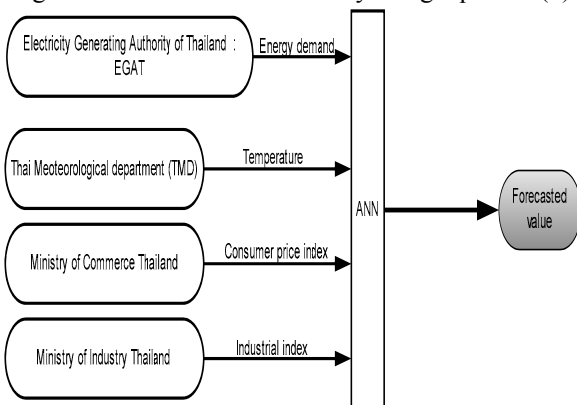 Electricity Generating Authority of Thailand :
EGAT
Energy demand
Thai Meoteorological department (TMD)
Temperature
ANN
Forecasted
value
Ministry of Commerce Thailand
Consumer price index
Ministry of Industry Thailand
Industrial index